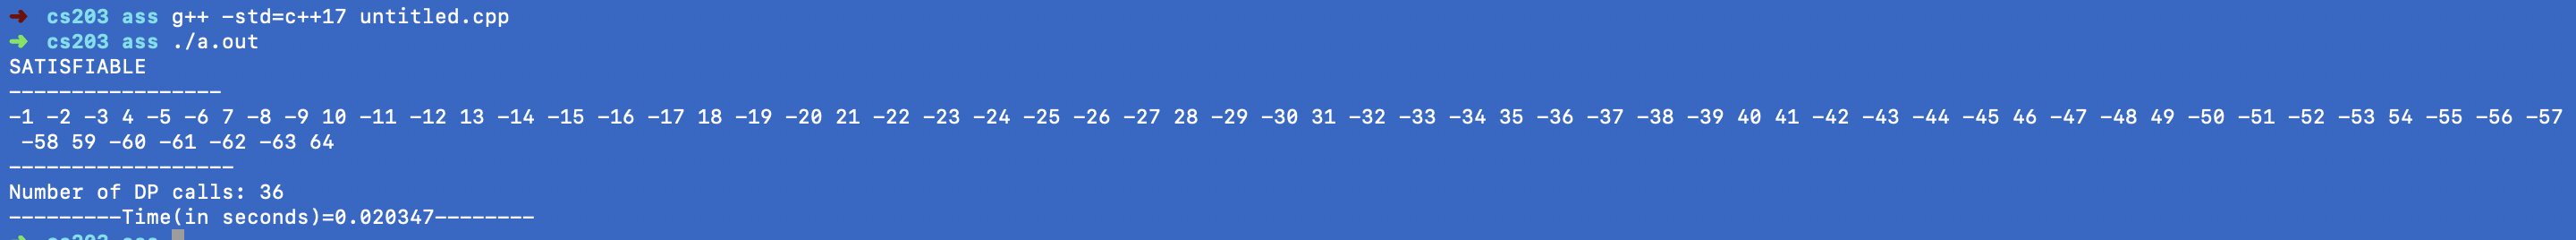 ➜ cs203 ass g++ -std=c++17 untitled.cpp
➜ cs203 ass ./a.out
SATISFIABLE
-----------------
-1 -2 -3 4 -5 -6 7 -8 -9 10 -11 -12 13 -14 -15 -16 -17 18 -19 -20 21 -22 -23 -24 -25 -26 -27 28 -29 -30 31 -32 -33 -34 35 -36 -37 -38 -39 40 41 -42 -43 -44 -45 46 -47 -48 49 -50 -51 -52 -53 54 -55 -56 -57
-58 59 -60 -61 -62 -63 64
------------------
Number of DP calls: 36
---------Time(in seconds)=0.020347--------
➜ cs203 ass